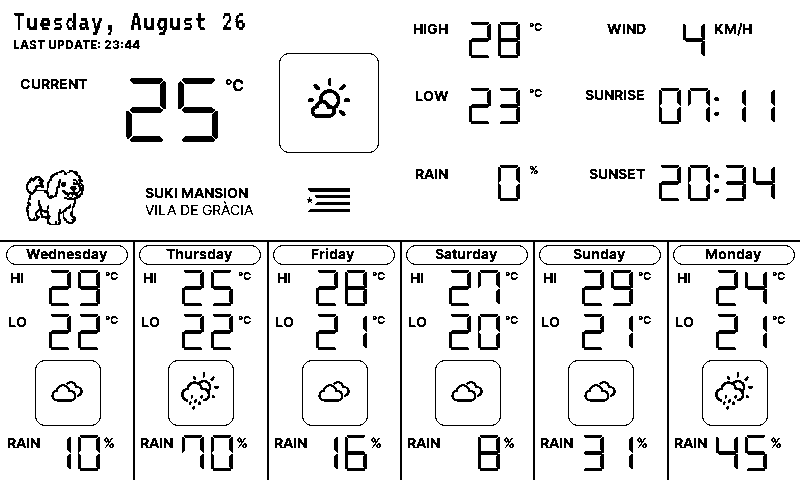 Tuesday, August 26
LAST UPDATE: 23:44
CURRENT 25 °C
SUKI MANSION
VILA DE GRÀCIA
HIGH 28 °C
WIND 4 KM/H
LOW 23 °C
SUNRISE 07:11
RAIN 0 %
SUNSET 20:34
Wednesday
HI 29 °C
LO 22 °C
RAIN 10 %
Thursday
HI 25 °C
LO 22 °C
RAIN 70 %
Friday
HI 28 °C
LO 21 °C
RAIN 16 %
Saturday
HI 27 °C
LO 20 °C
RAIN 8 %
Sunday
HI 29 °C
LO 21 °C
RAIN 31 %
Monday
HI 24 °C
LO 21 °C
RAIN 45 %